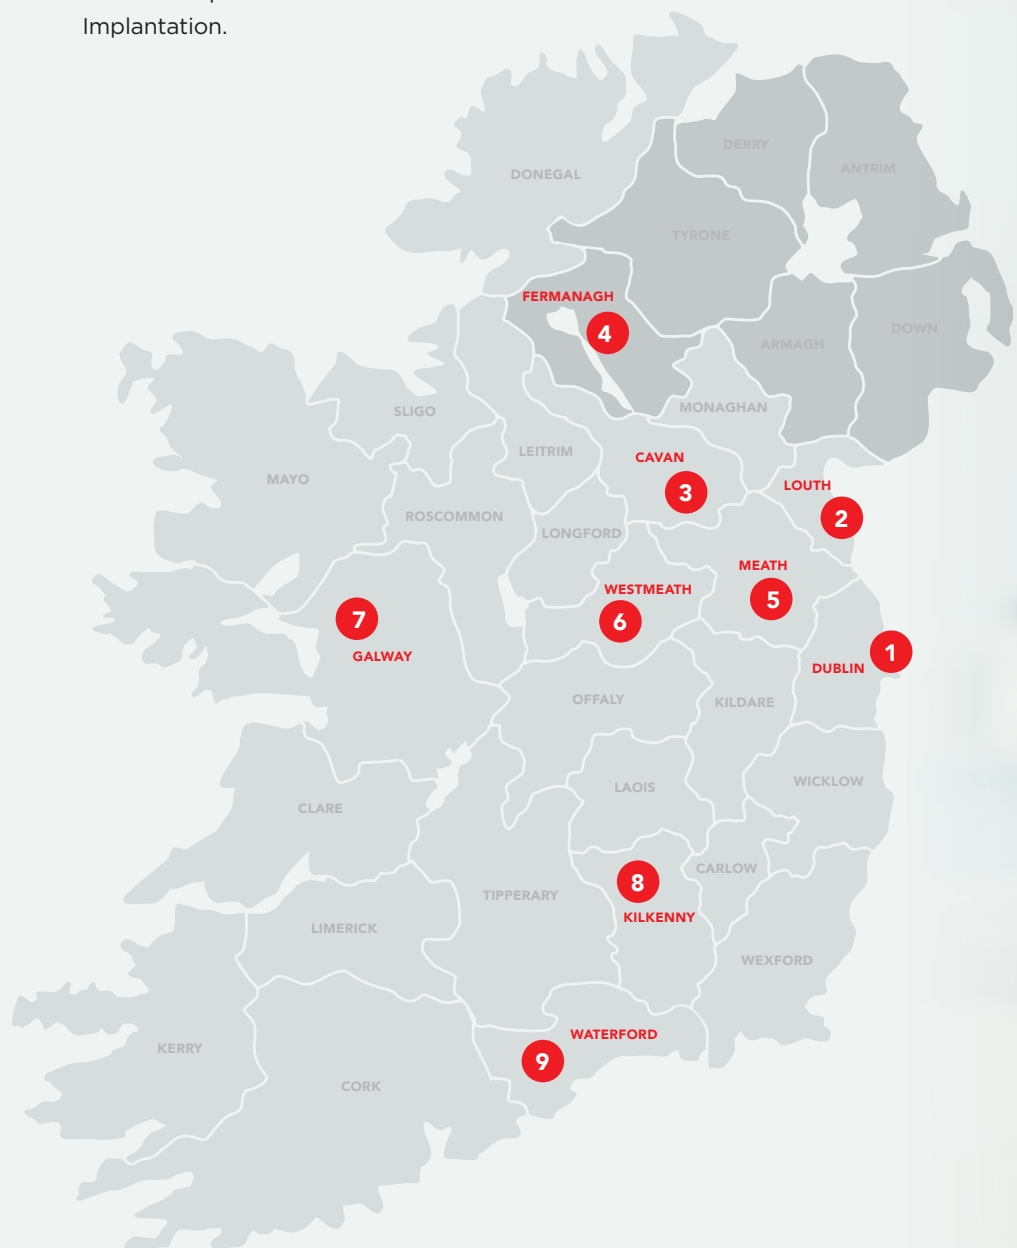 Implantation.
DERRY
ANTRIM
DONEGAL
TYRONE
FERMANAGH
4
DOWN
ARMAGH
MONAGHAN
SLIGO
LEITRIM
CAVAN
3
MAYO
LOUTH
2
ROSCOMMON
LONGFORD
MEATH
5
WESTMEATH
6
7
GALWAY
1
DUBLIN
OFFALY
KILDARE
WICKLOW
LAOIS
CLARE
CARLOW
8
KILKENNY
TIPPERARY
LIMERICK
WEXFORD
WATERFORD
9
KERRY
CORK